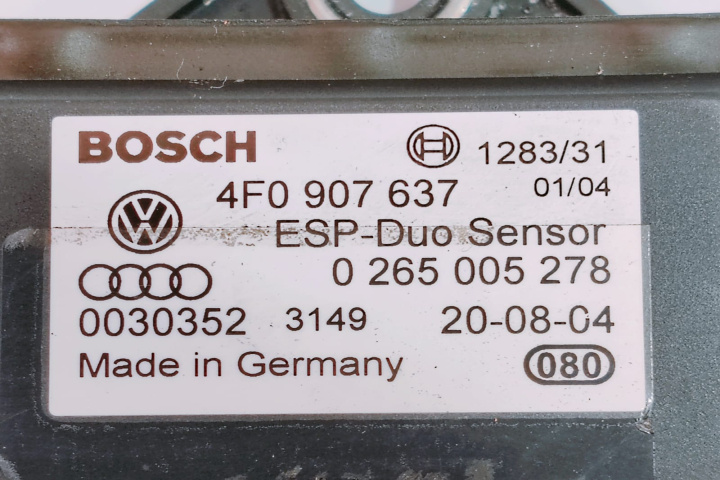 BOSCH 1283/31
4F0 907 637 01/04
ESP-Duo Sensor
0 265 005 278
0030352 3149 20-08-04
Made in Germany 080